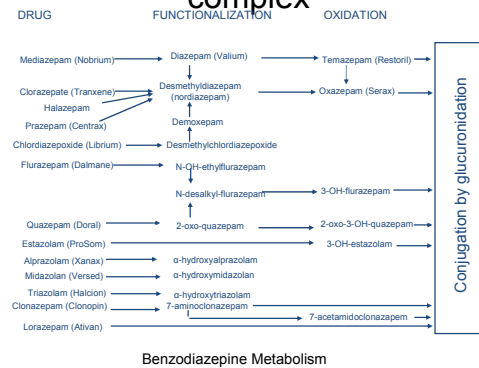 complex
DRUG FUNCTIONALIZATION OXIDATION
Mediazepam (Nobrium) Diazepam (Valium) Temazepam (Restoril)
Clorazepate (Tranxene) Desmethyldiazepam (nordiazepam) Oxazepam (Serax)
Halazepam
Prazepam (Centrax) Demoxepam
Chlordiazepoxide (Librium) Desmethylchlordiazepoxide
Flurazepam (Dalmane) N-OH-ethylflurazepam
N-desalkyl-flurazepam 3-OH-flurazepam
Quazepam (Doral) 2-oxo-quazepam 2-oxo-3-OH-quazepam
Estazolam (ProSom) 3-OH-estazolam
Alprazolam (Xanax) α-hydroxyalprazolam
Midazolan (Versed) α-hydroxymidazolan
Triazolam (Halcion) α-hydroxytriazolam
Clonazepam (Clonopin) 7-aminoclonazepam
7-acetamidoclonazapem
Lorazepam (Ativan)
Conjugation by glucuronidation
Benzodiazepine Metabolism